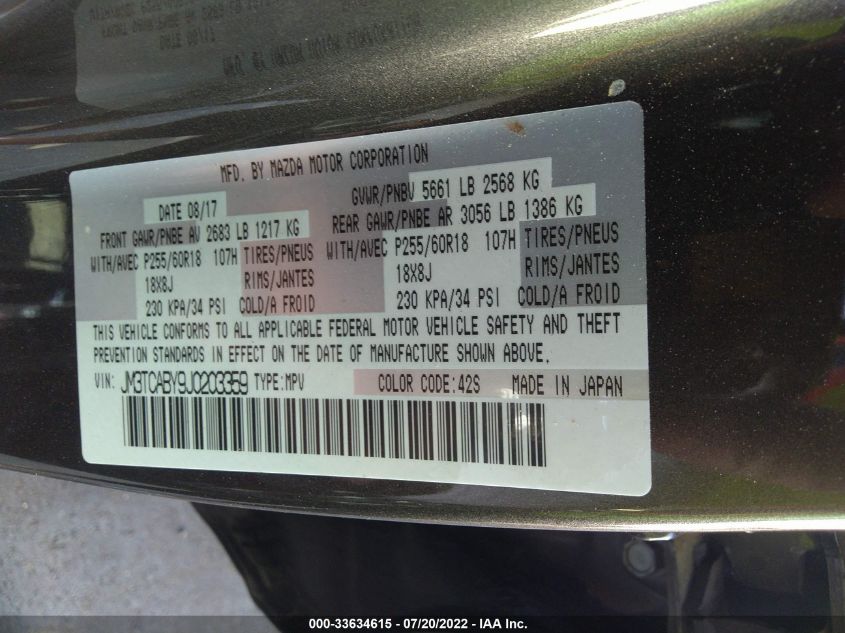 MFD. BY MAZDA MOTOR CORPORATION
DATE 08/17 GVWR/PNBV 5661 LB 2568 KG
FRONT GAWR/PNBE AV 2683 LB 1217 KG REAR GAWR/PNBE AR 3056 LB 1386 KG
WITH/AVEC P255/60R18 107H TIRES/PNEUS WITH/AVEC P255/60R18 107H TIRES/PNEUS
18X8J RIMS/JANTES 18X8J RIMS/JANTES
230 KPA/34 PSI COLD/A FROID 230 KPA/34 PSI COLD/A FROID
THIS VEHICLE CONFORMS TO ALL APPLICABLE FEDERAL MOTOR VEHICLE SAFETY AND THEFT
PREVENTION STANDARDS IN EFFECT ON THE DATE OF MANUFACTURE SHOWN ABOVE.
VIN: JM3TCABY9J0203359 TYPE:MPV COLOR CODE:42S MADE IN JAPAN
000-33634615 - 07/20/2022 - IAA Inc.